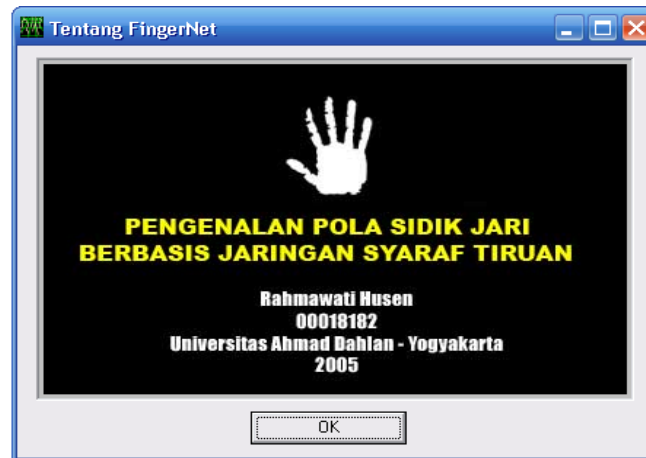 Tentang FingerNet
PENGENALAN POLA SIDIK JARI
BERBASIS JARINGAN SYARAF TIRUAN
Rahmawati Husen
00018182
Universitas Ahmad Dahlan - Yogyakarta
2005
OK